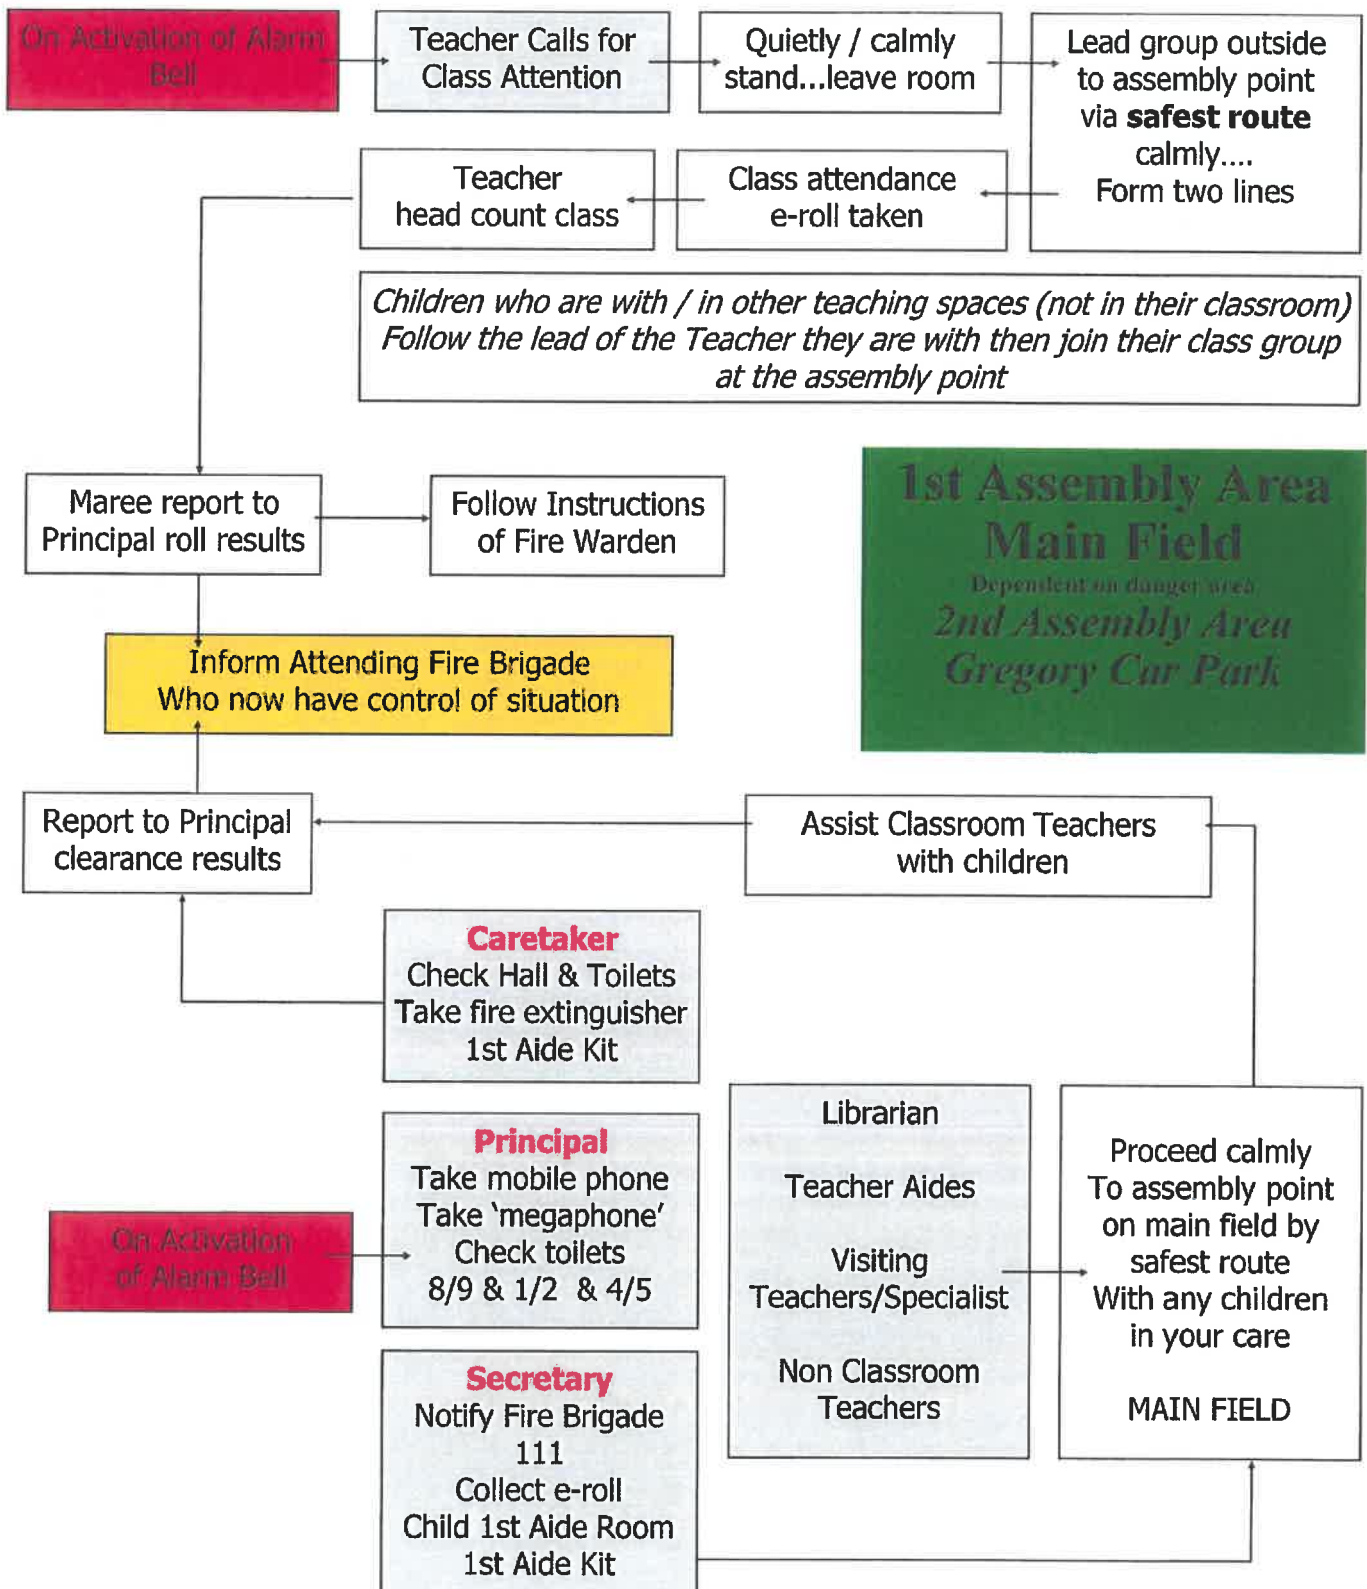 On Activation of Alarm
Bell
Teacher Calls for
Class Attention
Quietly / calmly
stand...leave room
Lead group outside
to assembly point
via safest route
calmly....
Form two lines
Class attendance
e-roll taken
Teacher
head count class
Children who are with / in other teaching spaces (not in their classroom)
Follow the lead of the Teacher they are with then join their class group
at the assembly point
Maree report to
Principal roll results
Follow Instructions
of Fire Warden
1st Assembly Area
Main Field
Dependent on danger area
2nd Assembly Area
Gregory Car Park
Inform Attending Fire Brigade
Who now have control of situation
Report to Principal
clearance results
Assist Classroom Teachers
with children
Caretaker
Check Hall & Toilets
Take fire extinguisher
1st Aide Kit
On Activation
of Alarm Bell
Principal
Take mobile phone
Take ‘megaphone’
Check toilets
8/9 & 1/2 & 4/5
Secretary
Notify Fire Brigade
111
Collect e-roll
Child 1st Aide Room
1st Aide Kit
Librarian
Teacher Aides
Visiting
Teachers/Specialist
Non Classroom
Teachers
Proceed calmly
To assembly point
on main field by
safest route
With any children
in your care
MAIN FIELD